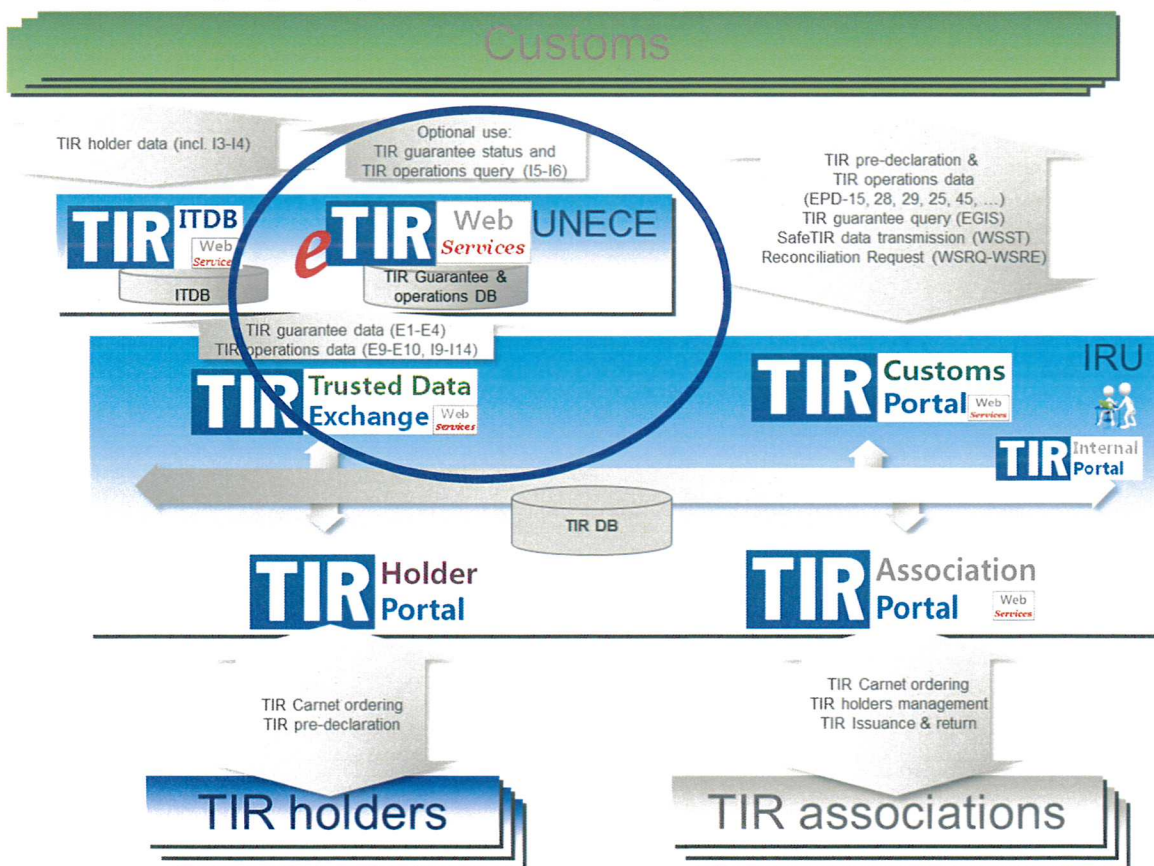 Customs
TIR holder data (incl. I3-I4)
Optional use:
TIR guarantee status and
TIR operations query (I5-I6)
TIR pre-declaration &
TIR operations data
(EPD-15, 28, 29, 25, 45, ...)
TIR guarantee query (EGIS)
SafeTIR data transmission (WSST)
Reconciliation Request (WSRQ-WSRE)
TIR ITDB
Web
Services
ITDB
eTIR Web
Services
UNECE
TIR Guarantee &
operations DB
TIR guarantee data (E1-E4)
TIR operations data (E9-E10, I9-I14)
IRU
TIR Trusted Data
Exchange Web
Services
TIR Customs
Portal Web
Services
TIR Internal
Portal
TIR DB
TIR Holder
Portal
TIR Association
Portal Web
Services
TIR Carnet ordering
TIR pre-declaration
TIR Carnet ordering
TIR holders management
TIR Issuance & return
TIR holders
TIR associations